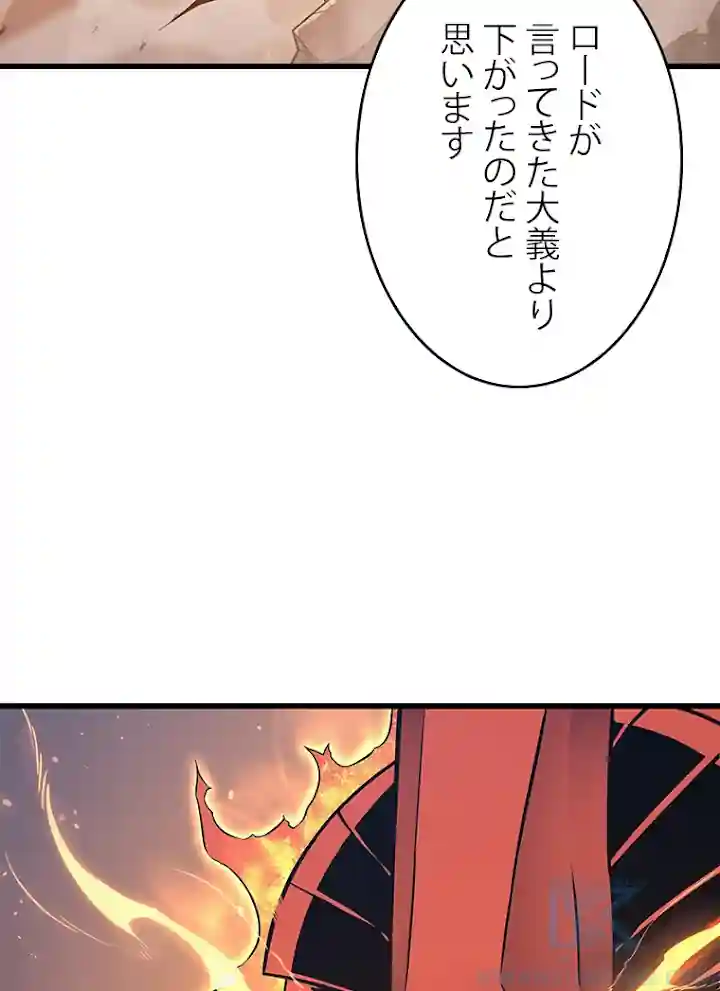 ロードが
言ってきた大義より
下がったのだと
思います